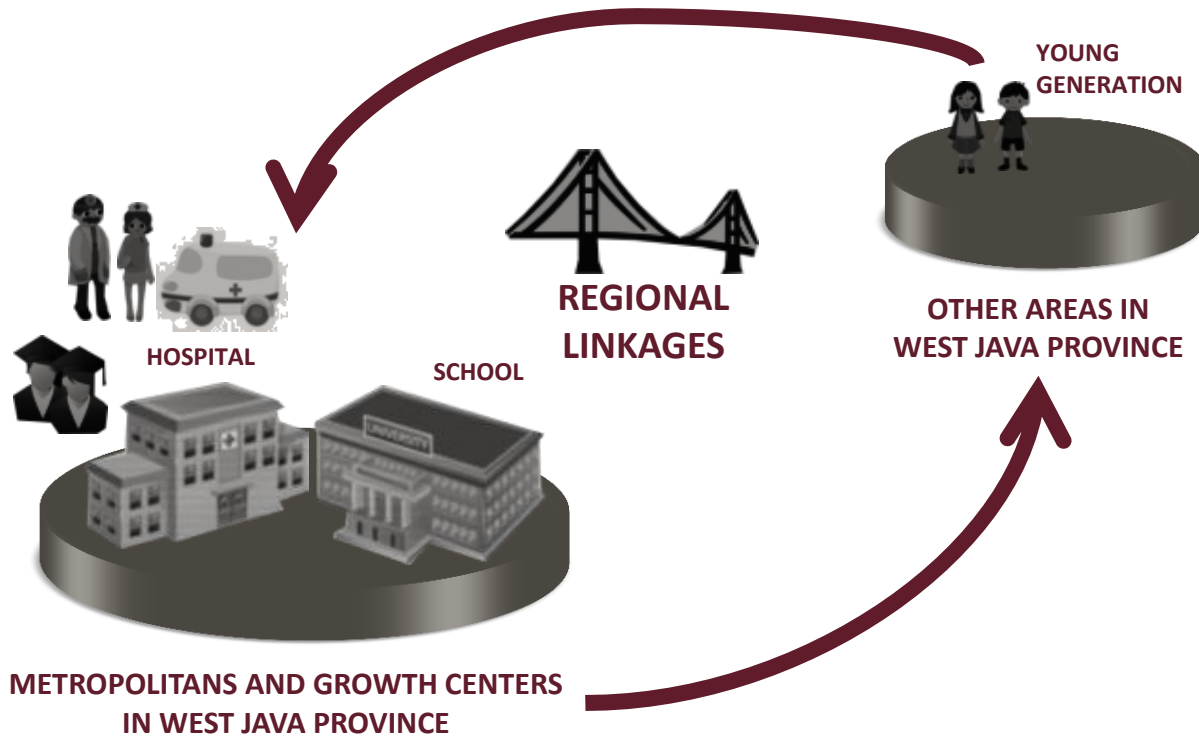 YOUNG
GENERATION
REGIONAL
LINKAGES
OTHER AREAS IN
WEST JAVA PROVINCE
HOSPITAL
SCHOOL
UNIVERSITY
METROPOLITANS AND GROWTH CENTERS
IN WEST JAVA PROVINCE